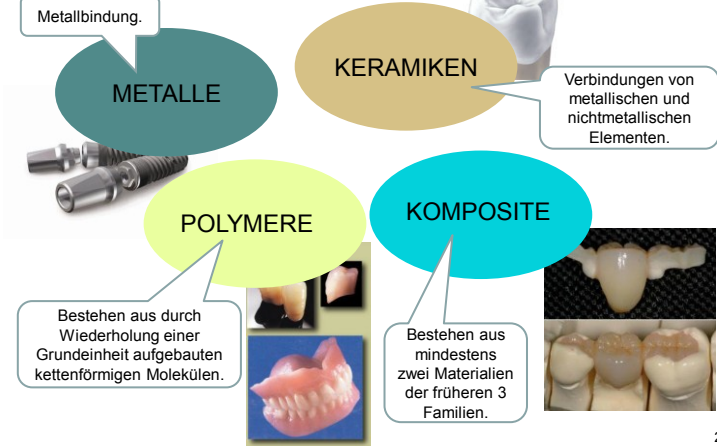 Metallbindung.
METALLE
KERAMIKEN
Verbindungen von
metallischen und
nichtmetallischen
Elementen.
POLYMERE
KOMPOSITE
Bestehen aus durch
Wiederholung einer
Grundeinheit aufgebauten
kettenförmigen Molekülen.
Bestehen aus
mindestens
zwei Materialien
der früheren 3
Familien.